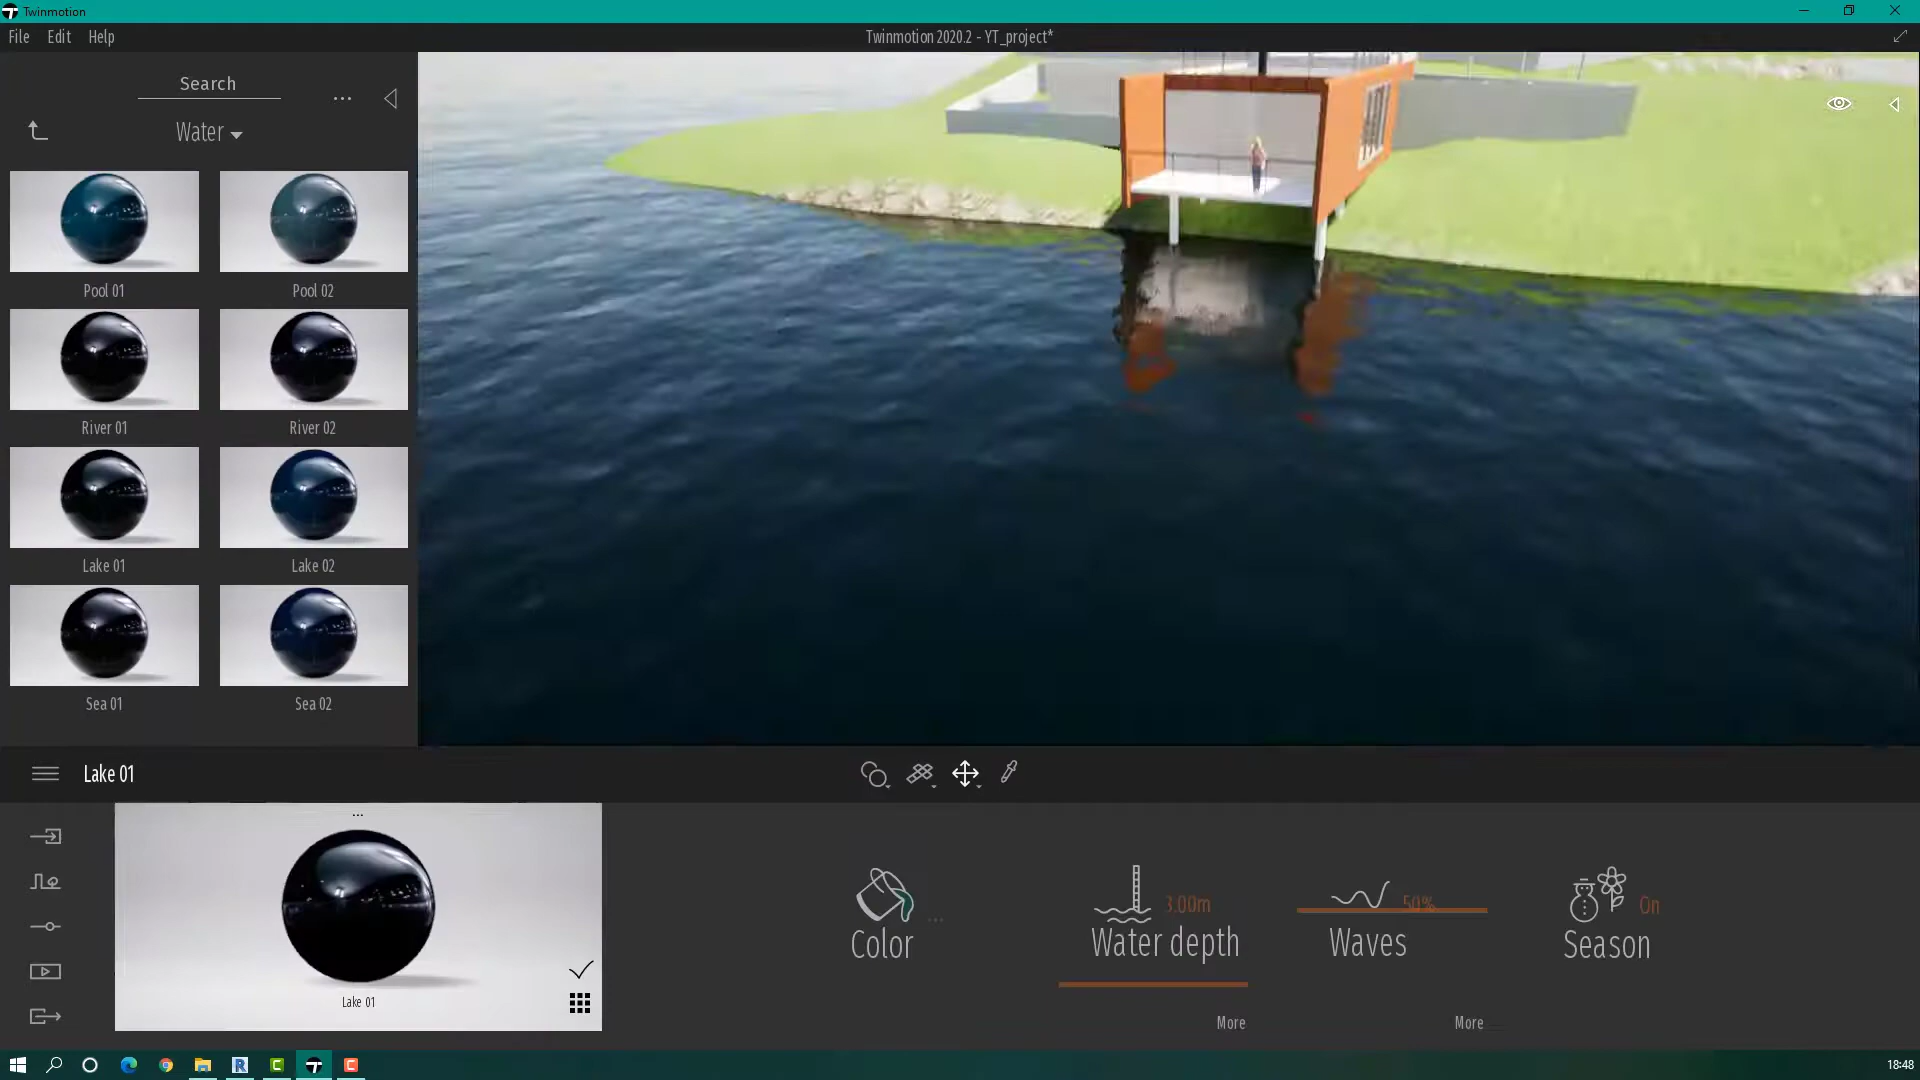 Twinmotion
File Edit Help
Twinmotion 2020.2 - YT_project*
Search
...
Water
Pool 01
Pool 02
River 01
River 02
Lake 01
Lake 02
Sea 01
Sea 02
Lake 01
...
Lake 01
Color
...
3.00m
Water depth
More
50%
Waves
More
On
Season
18:48